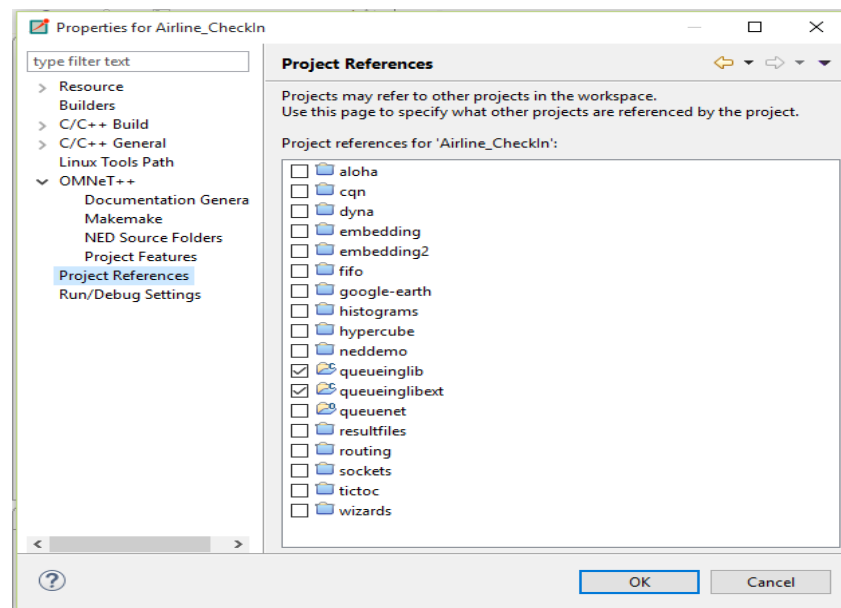 Properties for Airline_CheckIn
type filter text
Resource
Builders
C/C++ Build
C/C++ General
Linux Tools Path
OMNeT++
Documentation Genera
Makemake
NED Source Folders
Project Features
Project References
Run/Debug Settings
Project References
Projects may refer to other projects in the workspace.
Use this page to specify what other projects are referenced by the project.
Project references for 'Airline_CheckIn':
aloha
cqn
dyna
embedding
embedding2
fifo
google-earth
histograms
hypercube
neddemo
queueinglib
queueinglibext
queuenet
resultfiles
routing
sockets
tictoc
wizards
OK
Cancel